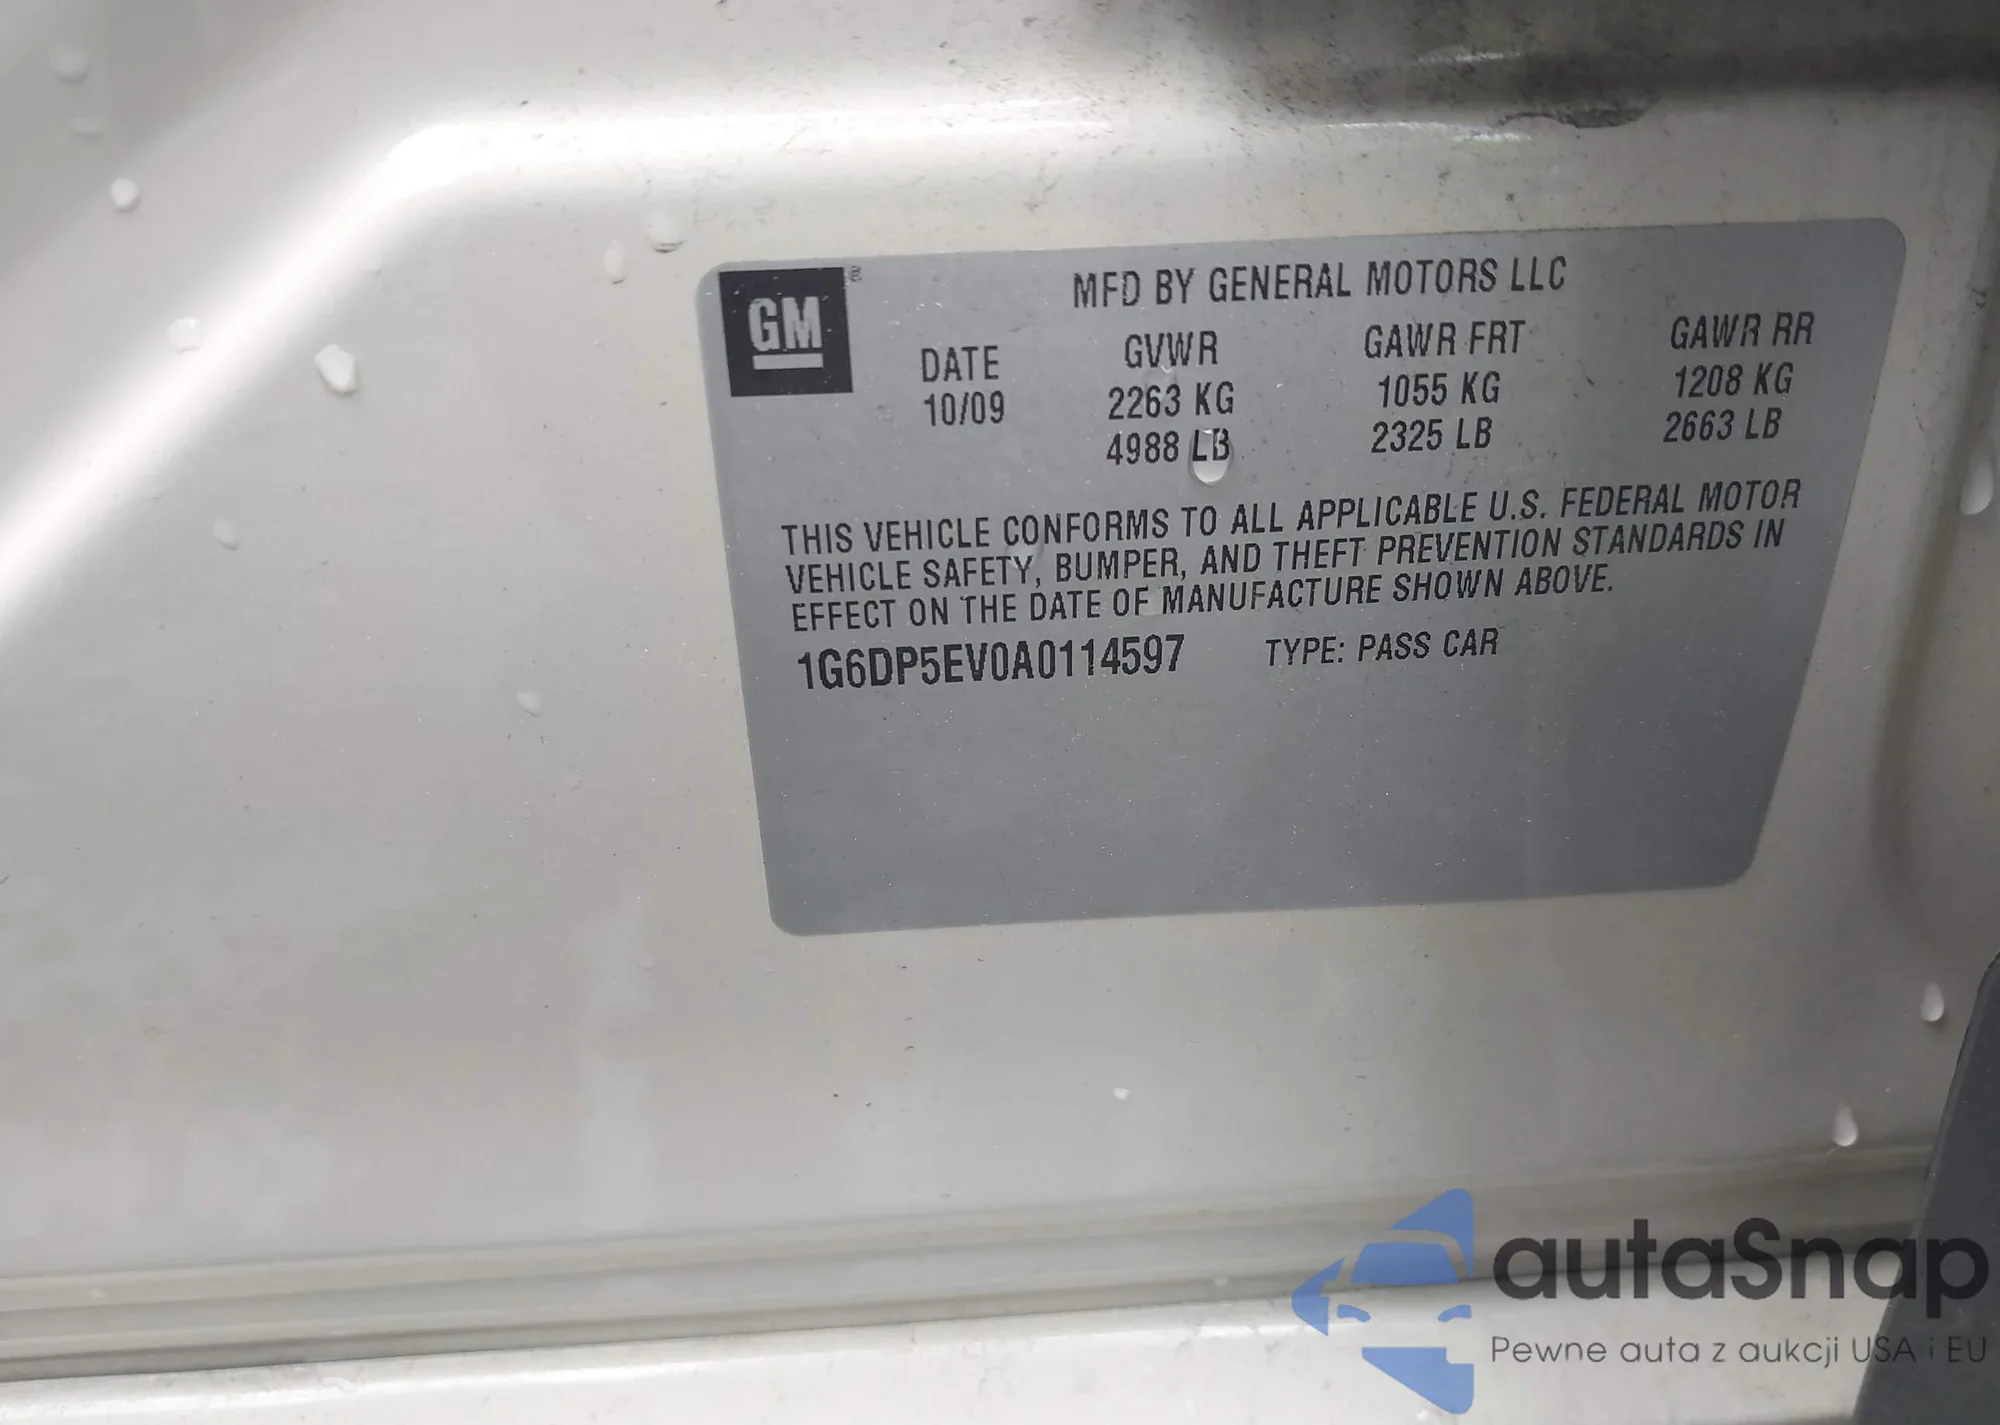 GM
MFD BY GENERAL MOTORS LLC
DATE GVWR GAWR FRT GAWR RR
10/09 2263 KG 1055 KG 1208 KG
4988 LB 2325 LB 2663 LB
THIS VEHICLE CONFORMS TO ALL APPLICABLE U.S. FEDERAL MOTOR
VEHICLE SAFETY, BUMPER, AND THEFT PREVENTION STANDARDS IN
EFFECT ON THE DATE OF MANUFACTURE SHOWN ABOVE.
1G6DP5EV0A0114597 TYPE: PASS CAR
autaSnap
Pewne auta z aukcji USA i EU